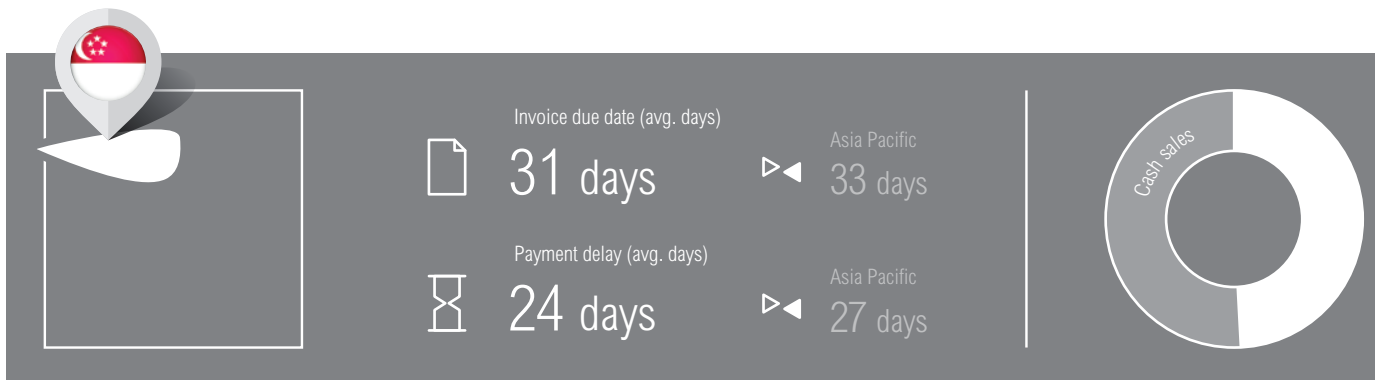 Invoice due date (avg. days)
31 days
Asia Pacific
33 days
Payment delay (avg. days)
24 days
Asia Pacific
27 days
Cash sales